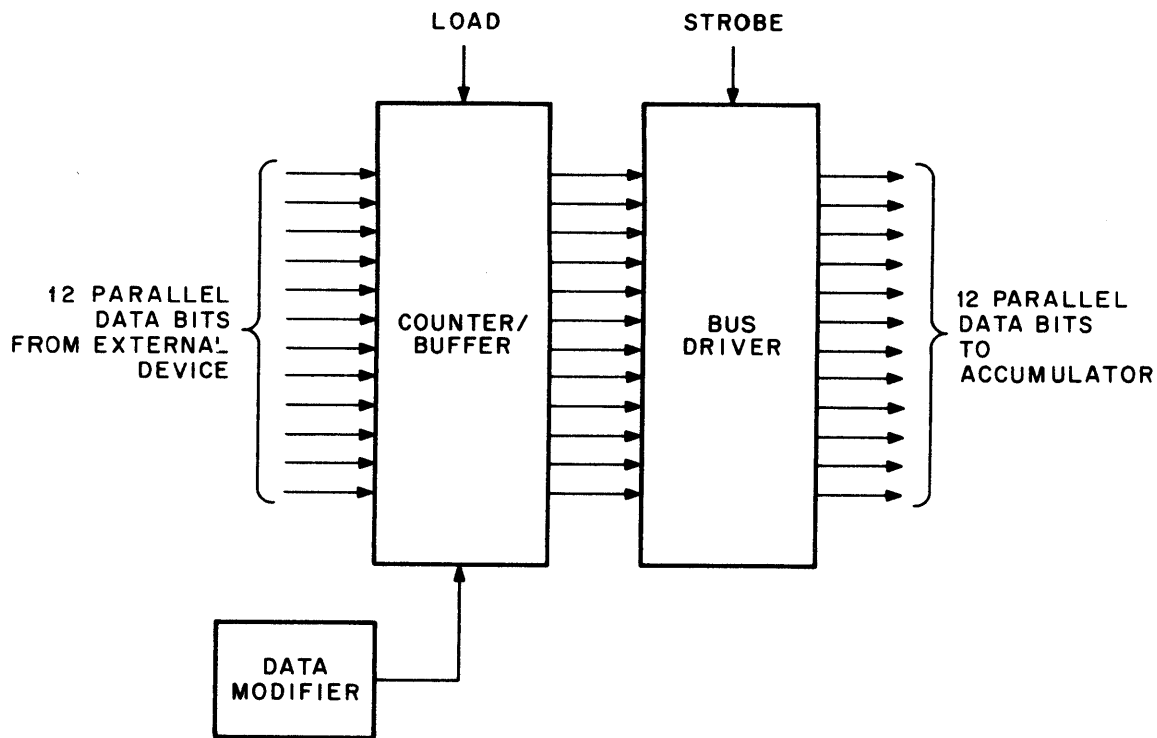 LOAD
STROBE
12 PARALLEL
DATA BITS
FROM EXTERNAL
DEVICE
COUNTER/
BUFFER
BUS
DRIVER
12 PARALLEL
DATA BITS
TO
ACCUMULATOR
DATA
MODIFIER